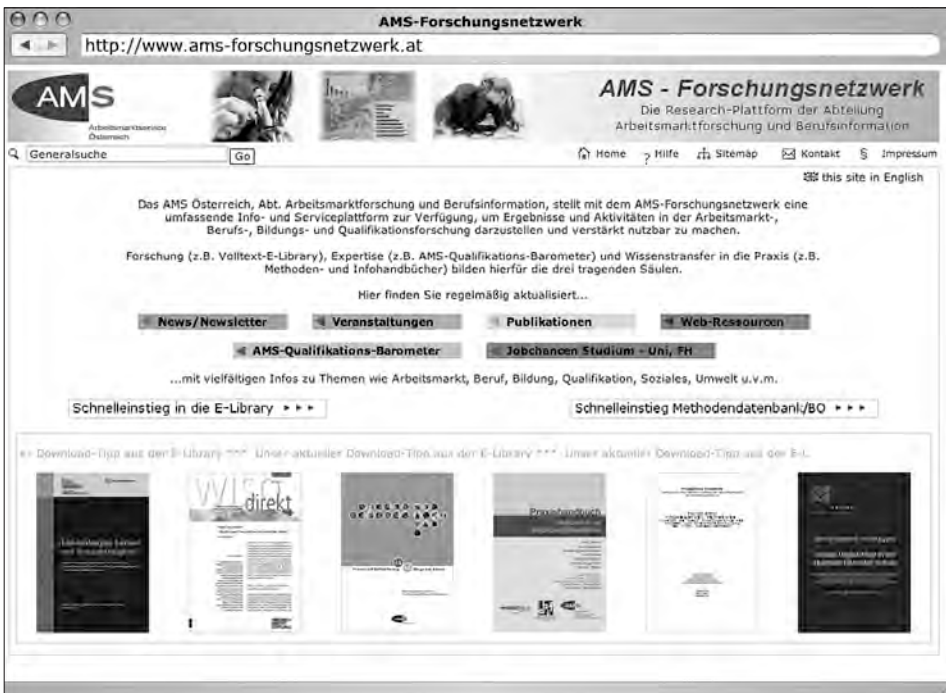 AMS-Forschungsnetzwerk
http://www.ams-forschungsnetzwerk.at
AMS
Arbeitsmarktservice
Österreich
AMS - Forschungsnetzwerk
Die Research-Plattform der Abteilung
Arbeitsmarktforschung und Berufsinformation
Generalsuche Go Home ? Hilfe Sitemap Kontakt § Impressum
this site in English
Das AMS Österreich, Abt. Arbeitsmarktforschung und Berufsinformation, stellt mit dem AMS-Forschungsnetzwerk eine
umfassende Info- und Serviceplattform zur Verfügung, um Ergebnisse und Aktivitäten in der Arbeitsmarkt-,
Berufs-, Bildungs- und Qualifikationsforschung darzustellen und verstärkt nutzbar zu machen.
Forschung (z.B. Volltext-E-Library), Expertise (z.B. AMS-Qualifikations-Barometer) und Wissenstransfer in die Praxis (z.B.
Methoden- und Infohandbücher) bilden hierfür die drei tragenden Säulen.
Hier finden Sie regelmäßig aktualisiert...
News/Newsletter Veranstaltungen Publikationen Web-Ressourcen
AMS-Qualifikations-Barometer Jobchancen Studium - Uni, FH
...mit vielfältigen Infos zu Themen wie Arbeitsmarkt, Beruf, Bildung, Qualifikation, Soziales, Umwelt u.v.m.
Schnelleinstieg in die E-Library ►►► Schnelleinstieg Methodendatenbank/BO ►►►
Download-Tipp aus der E-Library *** Unser aktueller Download-Tipp aus der E-Library *** Unser aktueller Download-Tipp aus der E-L
direkt
Praxishandbuch